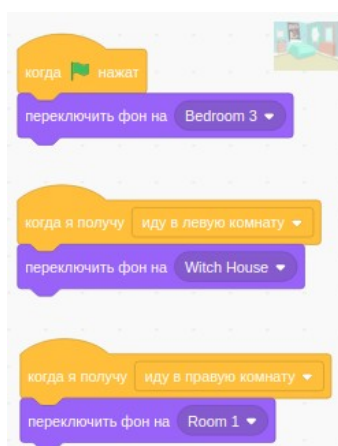 когда нажат
переключить фон на Bedroom 3
когда я получу иду в левую комнату
переключить фон на Witch House
когда я получу иду в правую комнату
переключить фон на Room 1